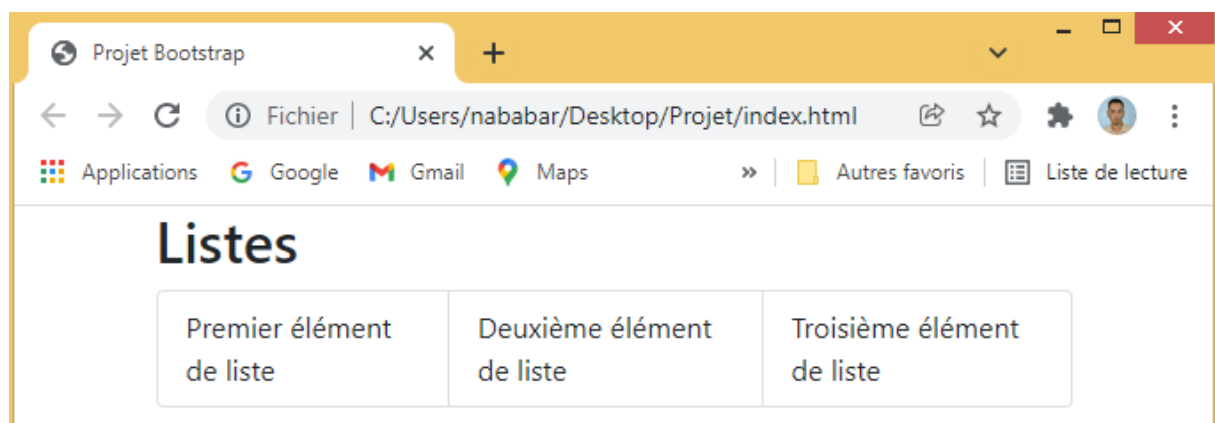 Projet Bootstrap
Fichier | C:/Users/nababar/Desktop/Projet/index.html
Applications Google Gmail Maps » Autres favoris Liste de lecture
Listes
Premier élément Deuxième élément Troisième élément
de liste de liste de liste